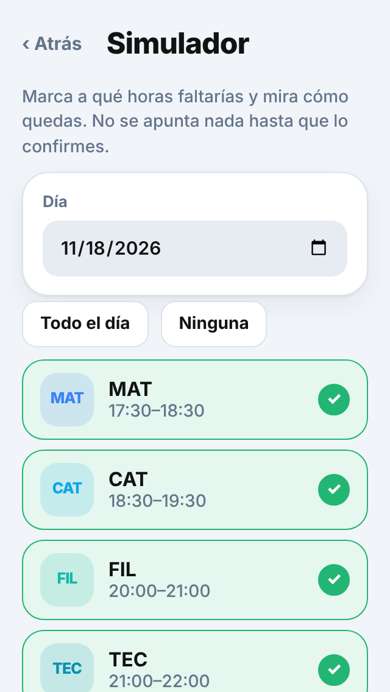 ‹ Atrás Simulador
Marca a qué horas faltarías y mira cómo
quedas. No se apunta nada hasta que lo
confirmes.
Día
11/18/2026
Todo el día Ninguna
MAT MAT
17:30–18:30
CAT CAT
18:30–19:30
FIL FIL
20:00–21:00
TEC TEC
21:00–22:00